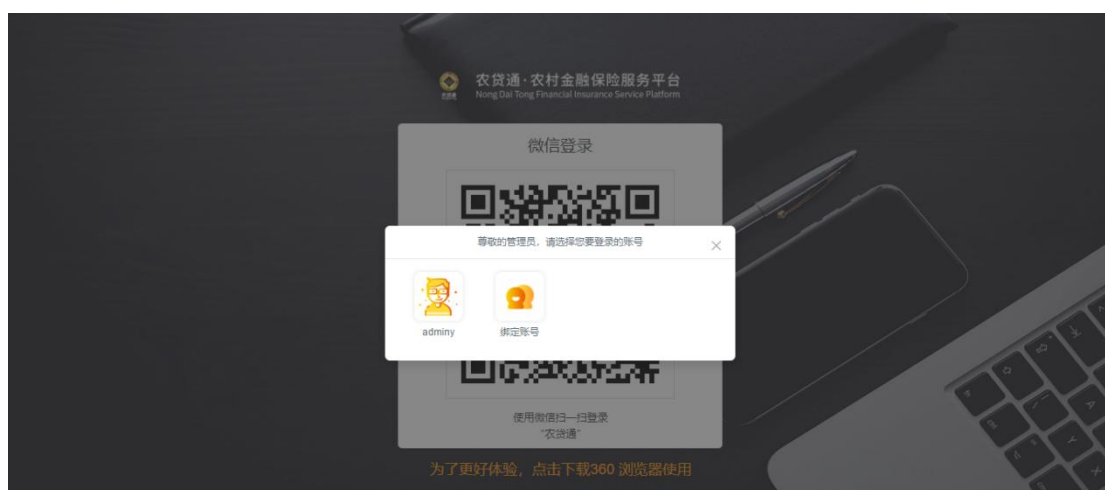 农贷通·农村金融保险服务平台
Nong Dai Tong Financial Insurance Service Platform
农贷通
微信登录
尊敬的管理员，请选择您要登录的账号
adminy
绑定账号
使用微信扫一扫登录
“农贷通”
为了更好体验，点击下载360 浏览器使用